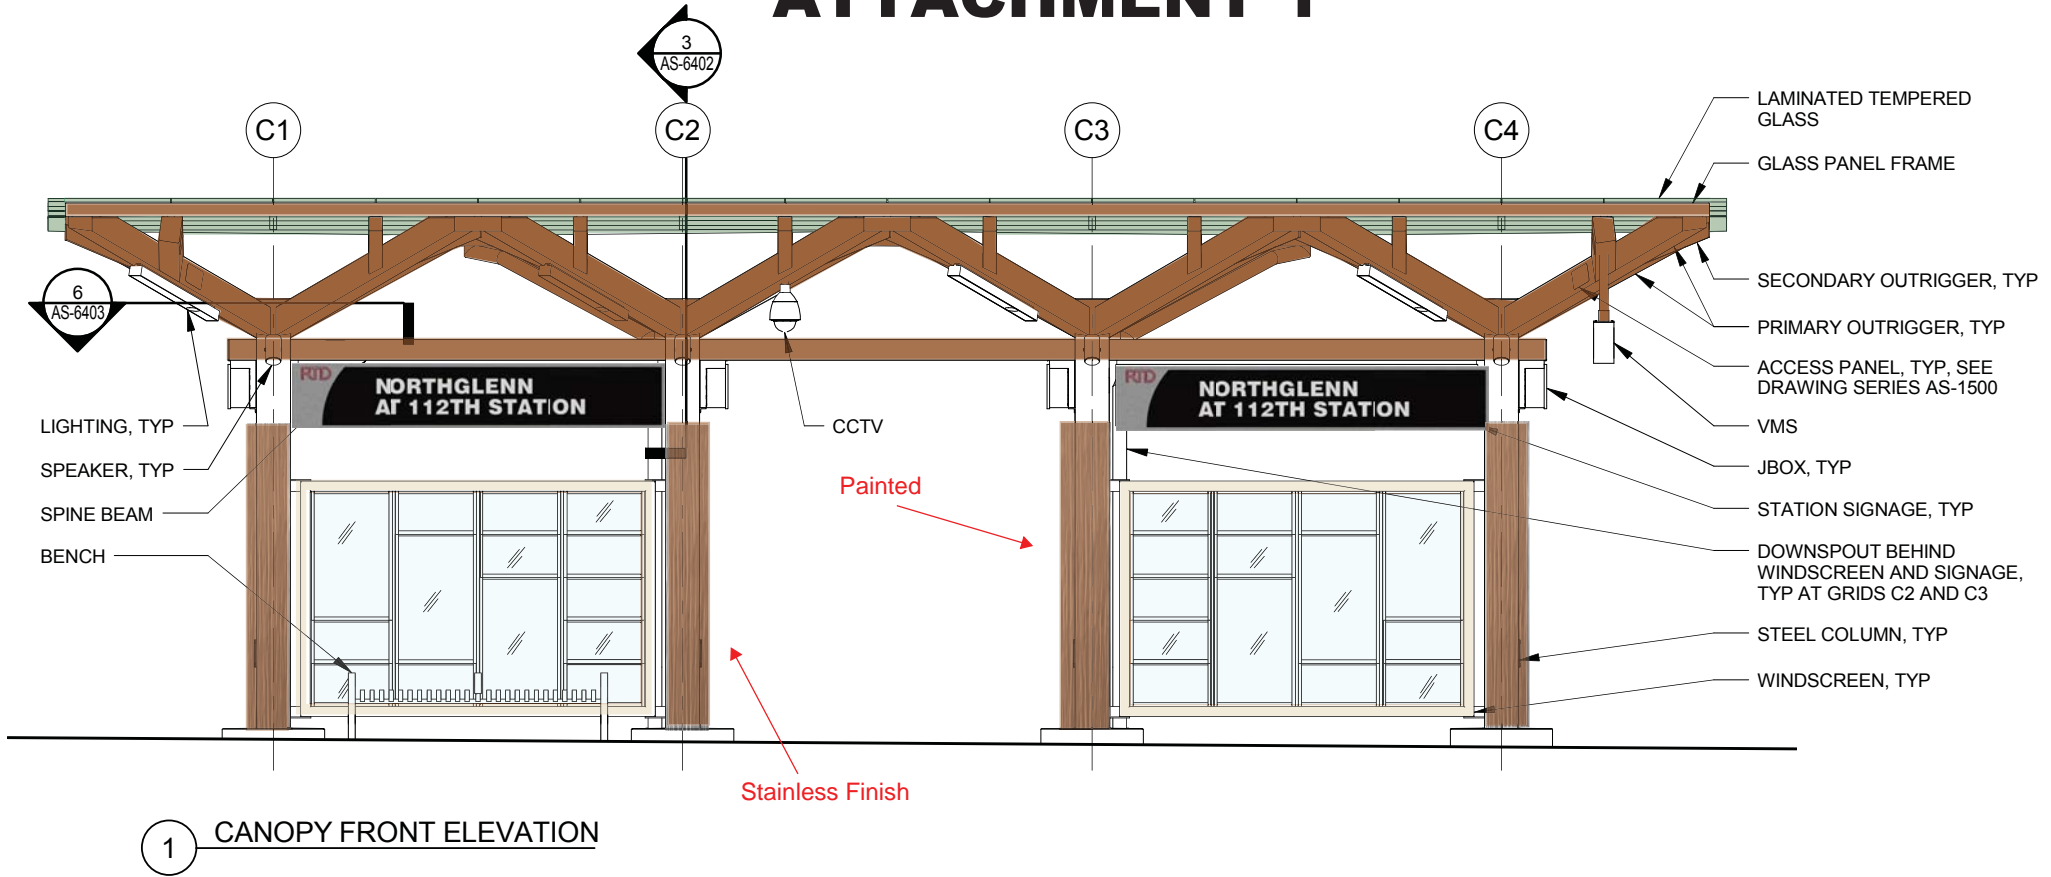 ATTACHMENT 1
3
AS-6402
C1
C2
C3
C4
LAMINATED TEMPERED
GLASS
GLASS PANEL FRAME
6
AS-6403
SECONDARY OUTRIGGER, TYP
PRIMARY OUTRIGGER, TYP
ACCESS PANEL, TYP, SEE
DRAWING SERIES AS-1500
VMS
JBOX, TYP
STATION SIGNAGE, TYP
DOWNSPOUT BEHIND
WINDSCREEN AND SIGNAGE,
TYP AT GRIDS C2 AND C3
STEEL COLUMN, TYP
WINDSCREEN, TYP
RTD
NORTHGLENN
AT 112TH STATION
RTD
NORTHGLENN
AT 112TH STATION
LIGHTING, TYP
SPEAKER, TYP
SPINE BEAM
BENCH
CCTV
Painted
Stainless Finish
1
CANOPY FRONT ELEVATION